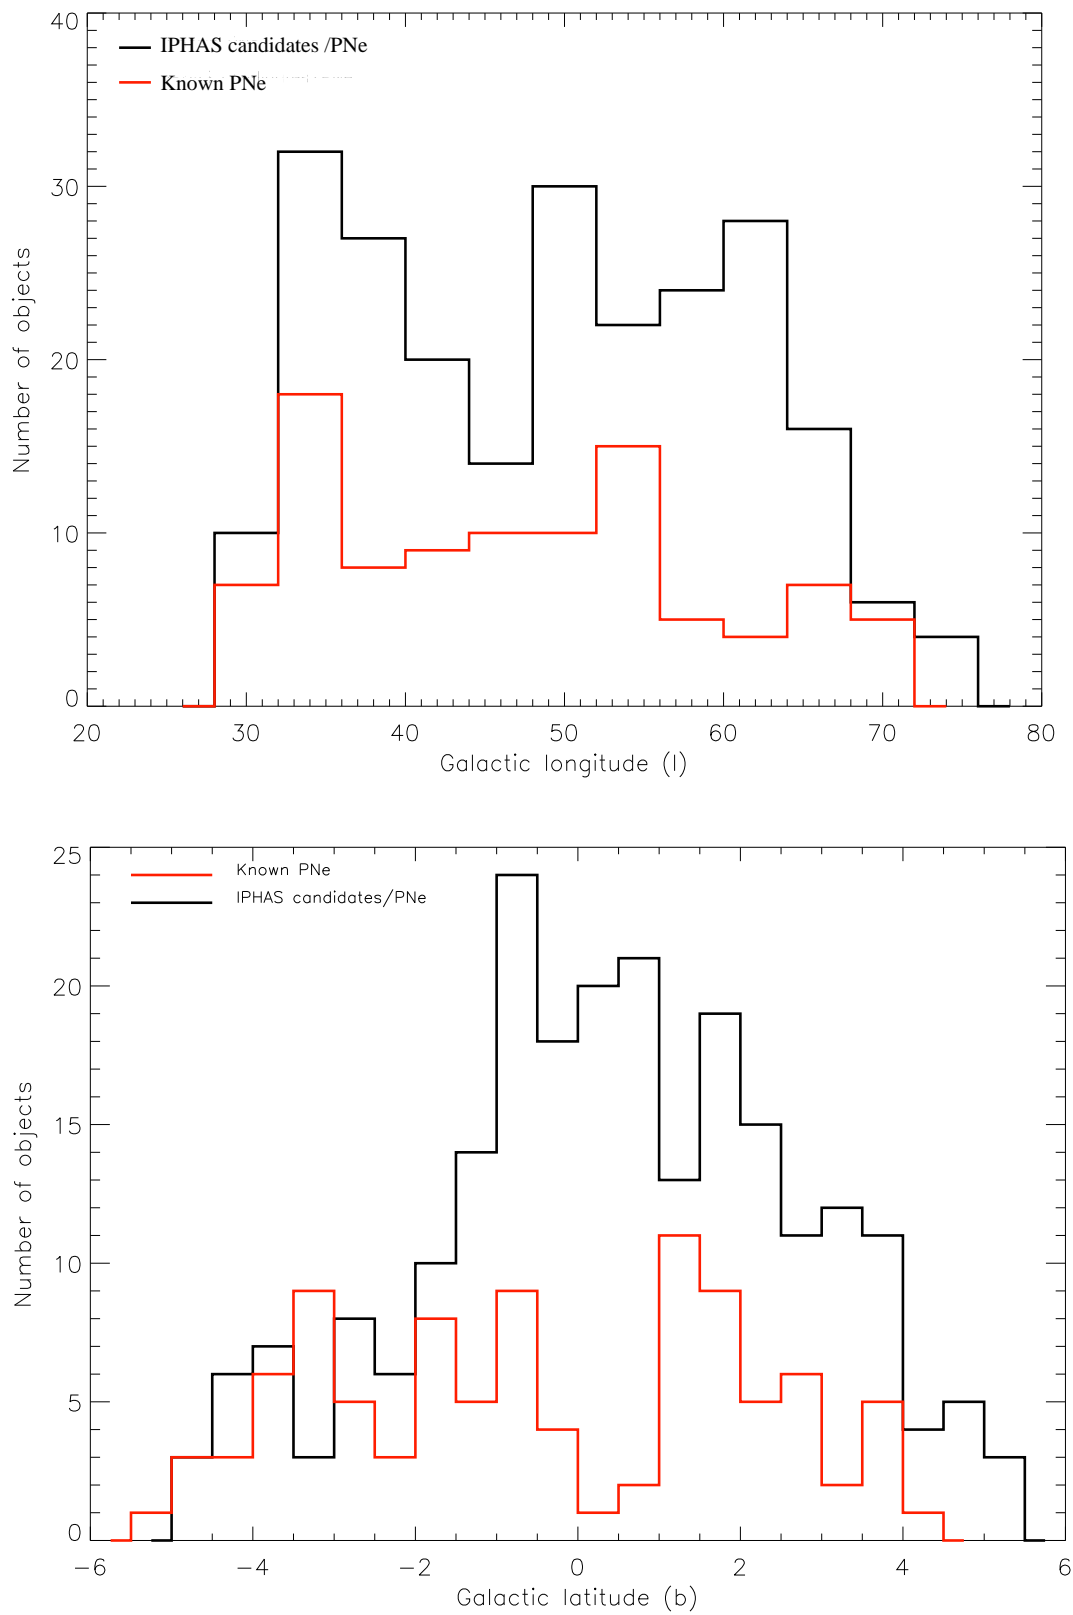 40
IPHAS candidates /PNe
Known PNe
30
20
10
0
Number of objects
20 30 40 50 60 70 80
Galactic longitude (l)
25
Known PNe
IPHAS candidates/PNe
20
15
10
5
0
Number of objects
−6 −4 −2 0 2 4 6
Galactic latitude (b)